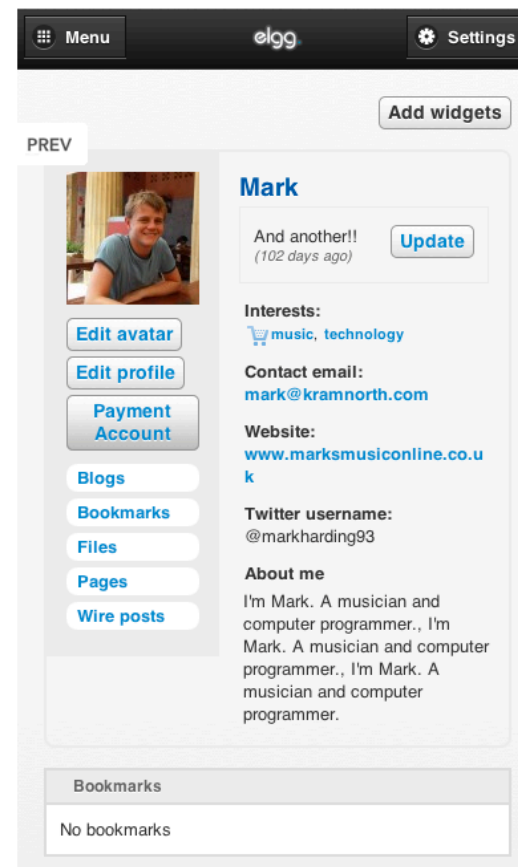 Menu
elgg.
Settings
Add widgets
PREV
Mark
And another!!
(102 days ago)
Update
Edit avatar
Edit profile
Payment
Account
Blogs
Bookmarks
Files
Pages
Wire posts
Interests:
music, technology
Contact email:
mark@kramnorth.com
Website:
www.marksmusiconline.co.u
k
Twitter username:
@markharding93
About me
I'm Mark. A musician and
computer programmer., I'm
Mark. A musician and computer
programmer., I'm Mark. A
musician and computer
programmer.
Bookmarks
No bookmarks